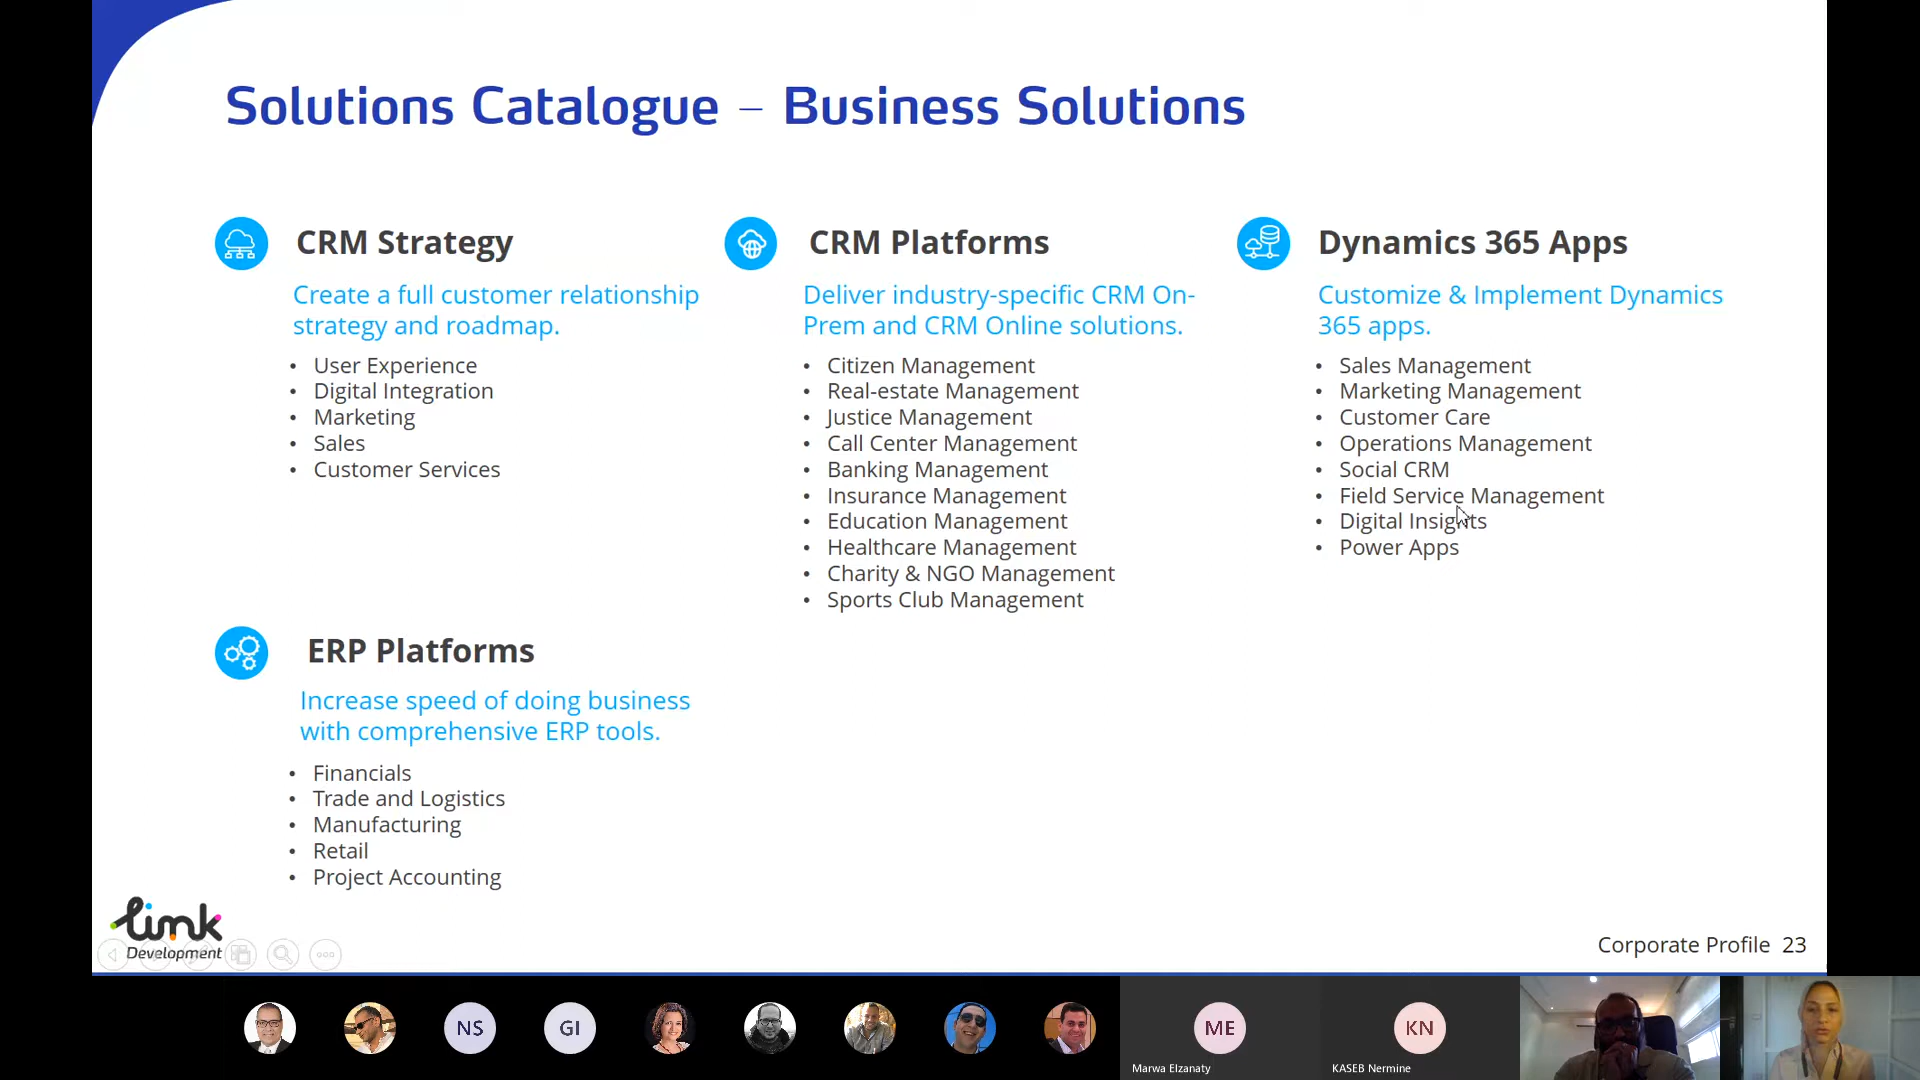 Solutions Catalogue – Business Solutions
CRM Strategy
Create a full customer relationship
strategy and roadmap.
• User Experience
• Digital Integration
• Marketing
• Sales
• Customer Services
CRM Platforms
Deliver industry-specific CRM On-
Prem and CRM Online solutions.
• Citizen Management
• Real-estate Management
• Justice Management
• Call Center Management
• Banking Management
• Insurance Management
• Education Management
• Healthcare Management
• Charity & NGO Management
• Sports Club Management
Dynamics 365 Apps
Customize & Implement Dynamics
365 apps.
• Sales Management
• Marketing Management
• Customer Care
• Operations Management
• Social CRM
• Field Service Management
• Digital Insights
• Power Apps
ERP Platforms
Increase speed of doing business
with comprehensive ERP tools.
• Financials
• Trade and Logistics
• Manufacturing
• Retail
• Project Accounting
link
Development
Corporate Profile 23
NS
GI
ME
KN
Marwa Elzanaty
KASEB Nermine